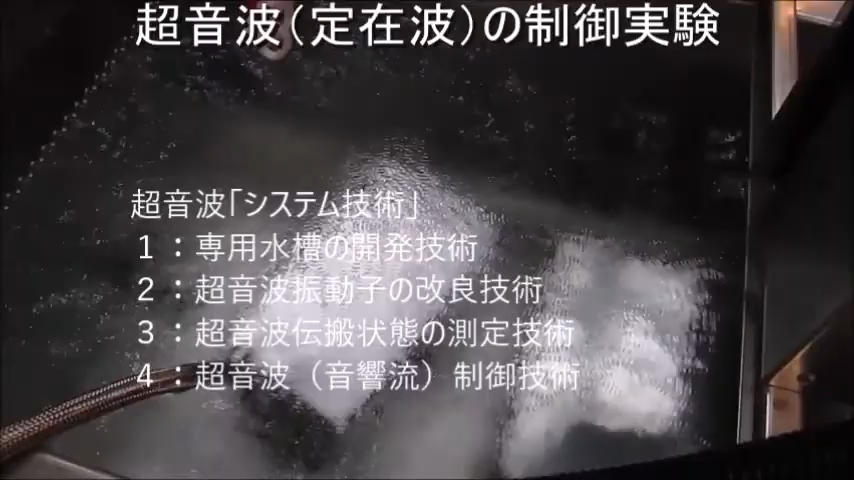 超音波（定在波）の制御実験
超音波「システム技術」
１：専用水槽の開発技術
２：超音波振動子の改良技術
３：超音波伝搬状態の測定技術
４：超音波（音響流）制御技術